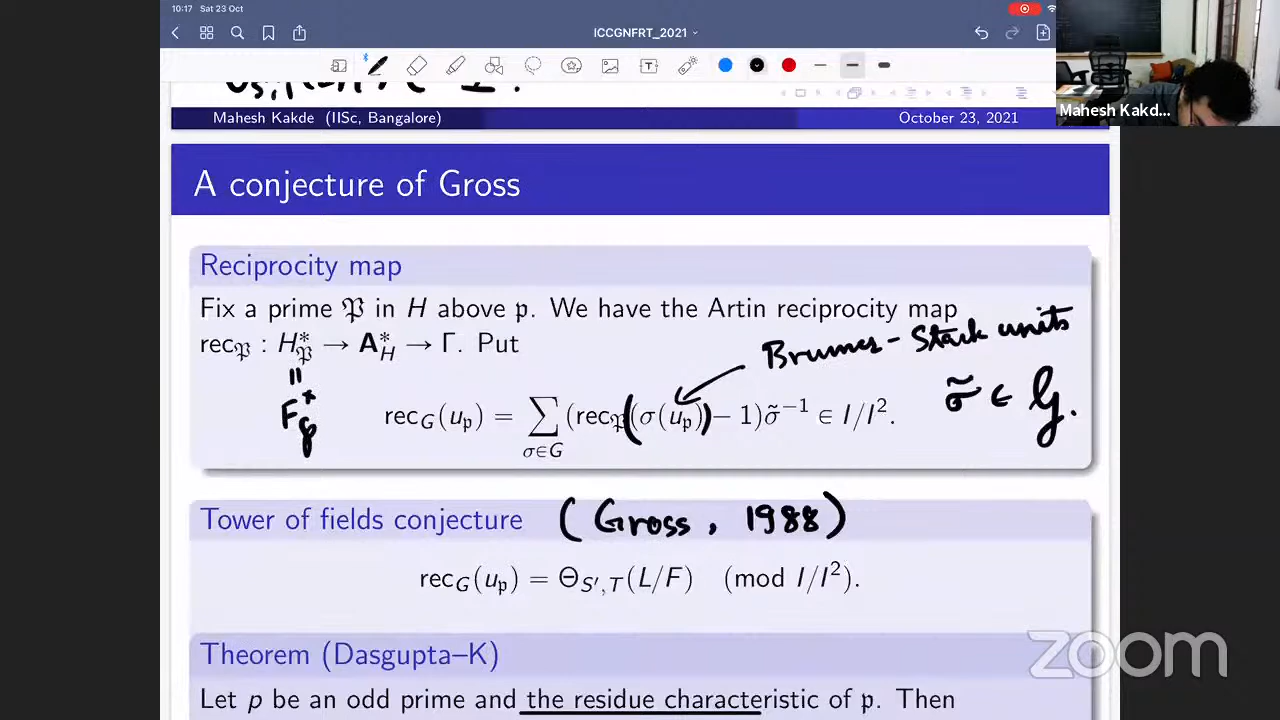 10:17 Sat 23 Oct
ICCGNFRT_2021
Mahesh Kakde (IISc, Bangalore)
October 23, 2021
Mahesh Kakd...
A conjecture of Gross
Reciprocity map
Fix a prime 𝔓 in H above 𝔭. We have the Artin reciprocity map
rec_𝔓 : H*_𝔓 → A*_H → Γ. Put
Brumer - Stark units
=
F*_𝔭
rec_G(u_𝔭) = ∑_{σ∈G} (rec_𝔓(σ(u_𝔭)) − 1)σ̃⁻¹ ∈ I/I².
σ̃ ∈ 𝒢.
Tower of fields conjecture (Gross, 1988)
rec_G(u_𝔭) = Θ_{S′,T}(L/F) (mod I/I²).
Theorem (Dasgupta–K)
Let p be an odd prime and the residue characteristic of 𝔭. Then
zoom